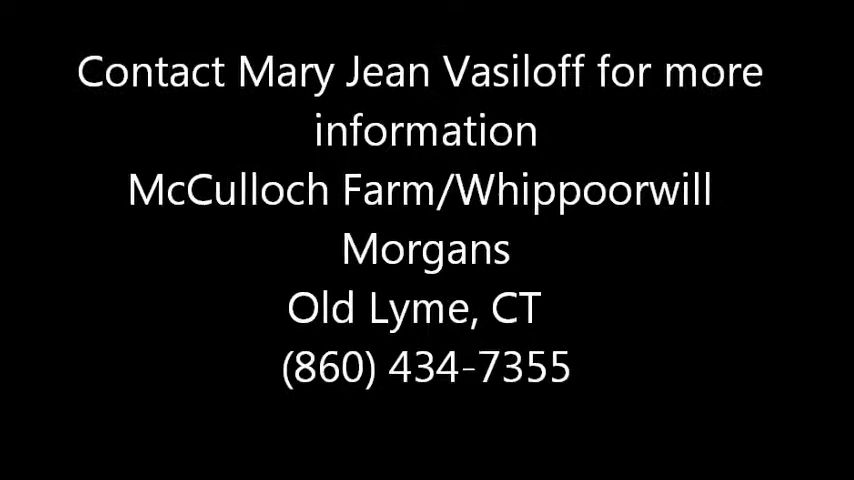 Contact Mary Jean Vasiloff for more
information
McCulloch Farm/Whippoorwill
Morgans
Old Lyme, CT
(860) 434-7355